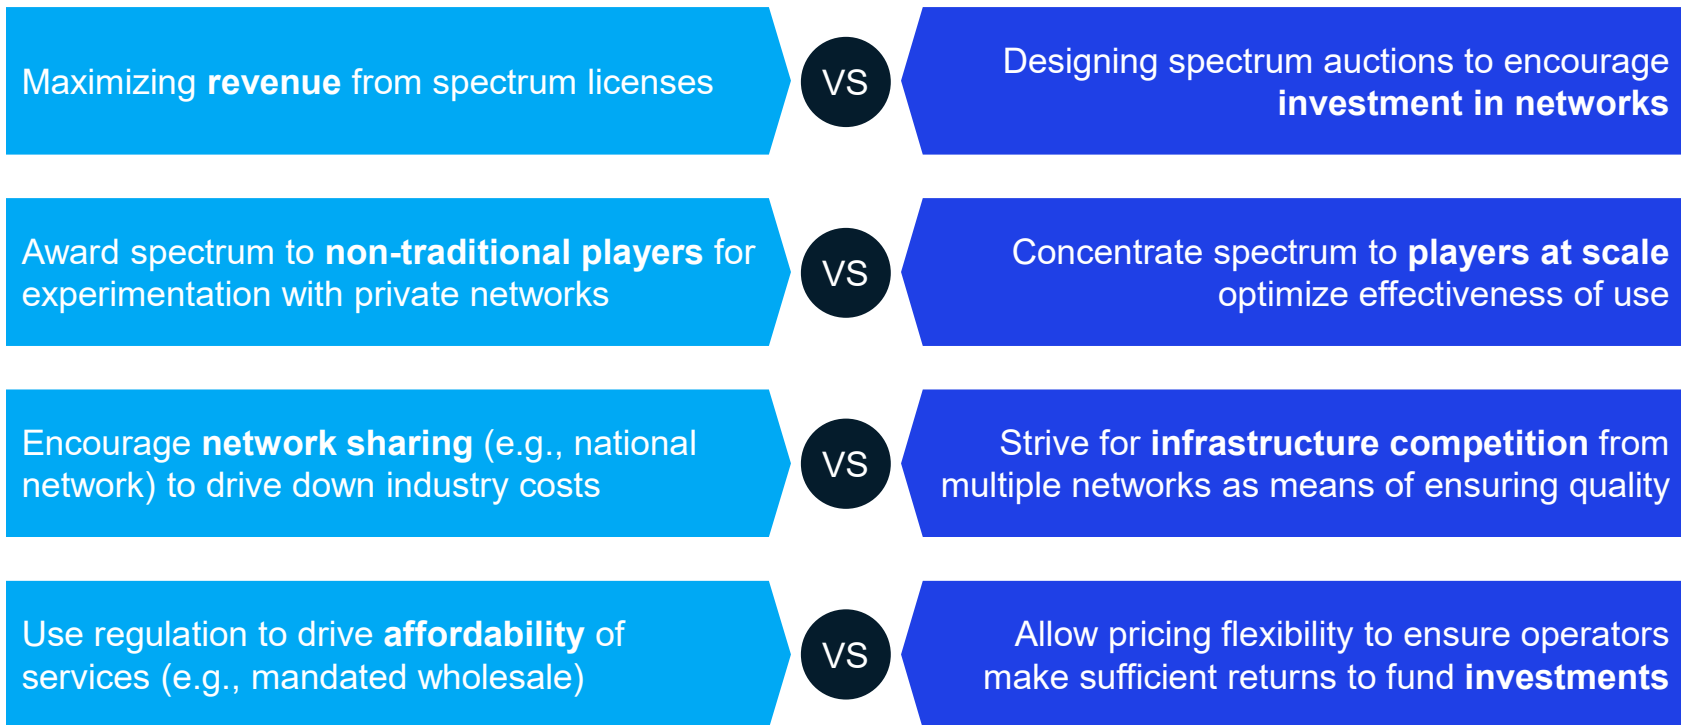 Maximizing revenue from spectrum licenses
VS
Designing spectrum auctions to encourage
investment in networks
Award spectrum to non-traditional players for
experimentation with private networks
VS
Concentrate spectrum to players at scale
optimize effectiveness of use
Encourage network sharing (e.g., national
network) to drive down industry costs
VS
Strive for infrastructure competition from
multiple networks as means of ensuring quality
Use regulation to drive affordability of
services (e.g., mandated wholesale)
VS
Allow pricing flexibility to ensure operators
make sufficient returns to fund investments